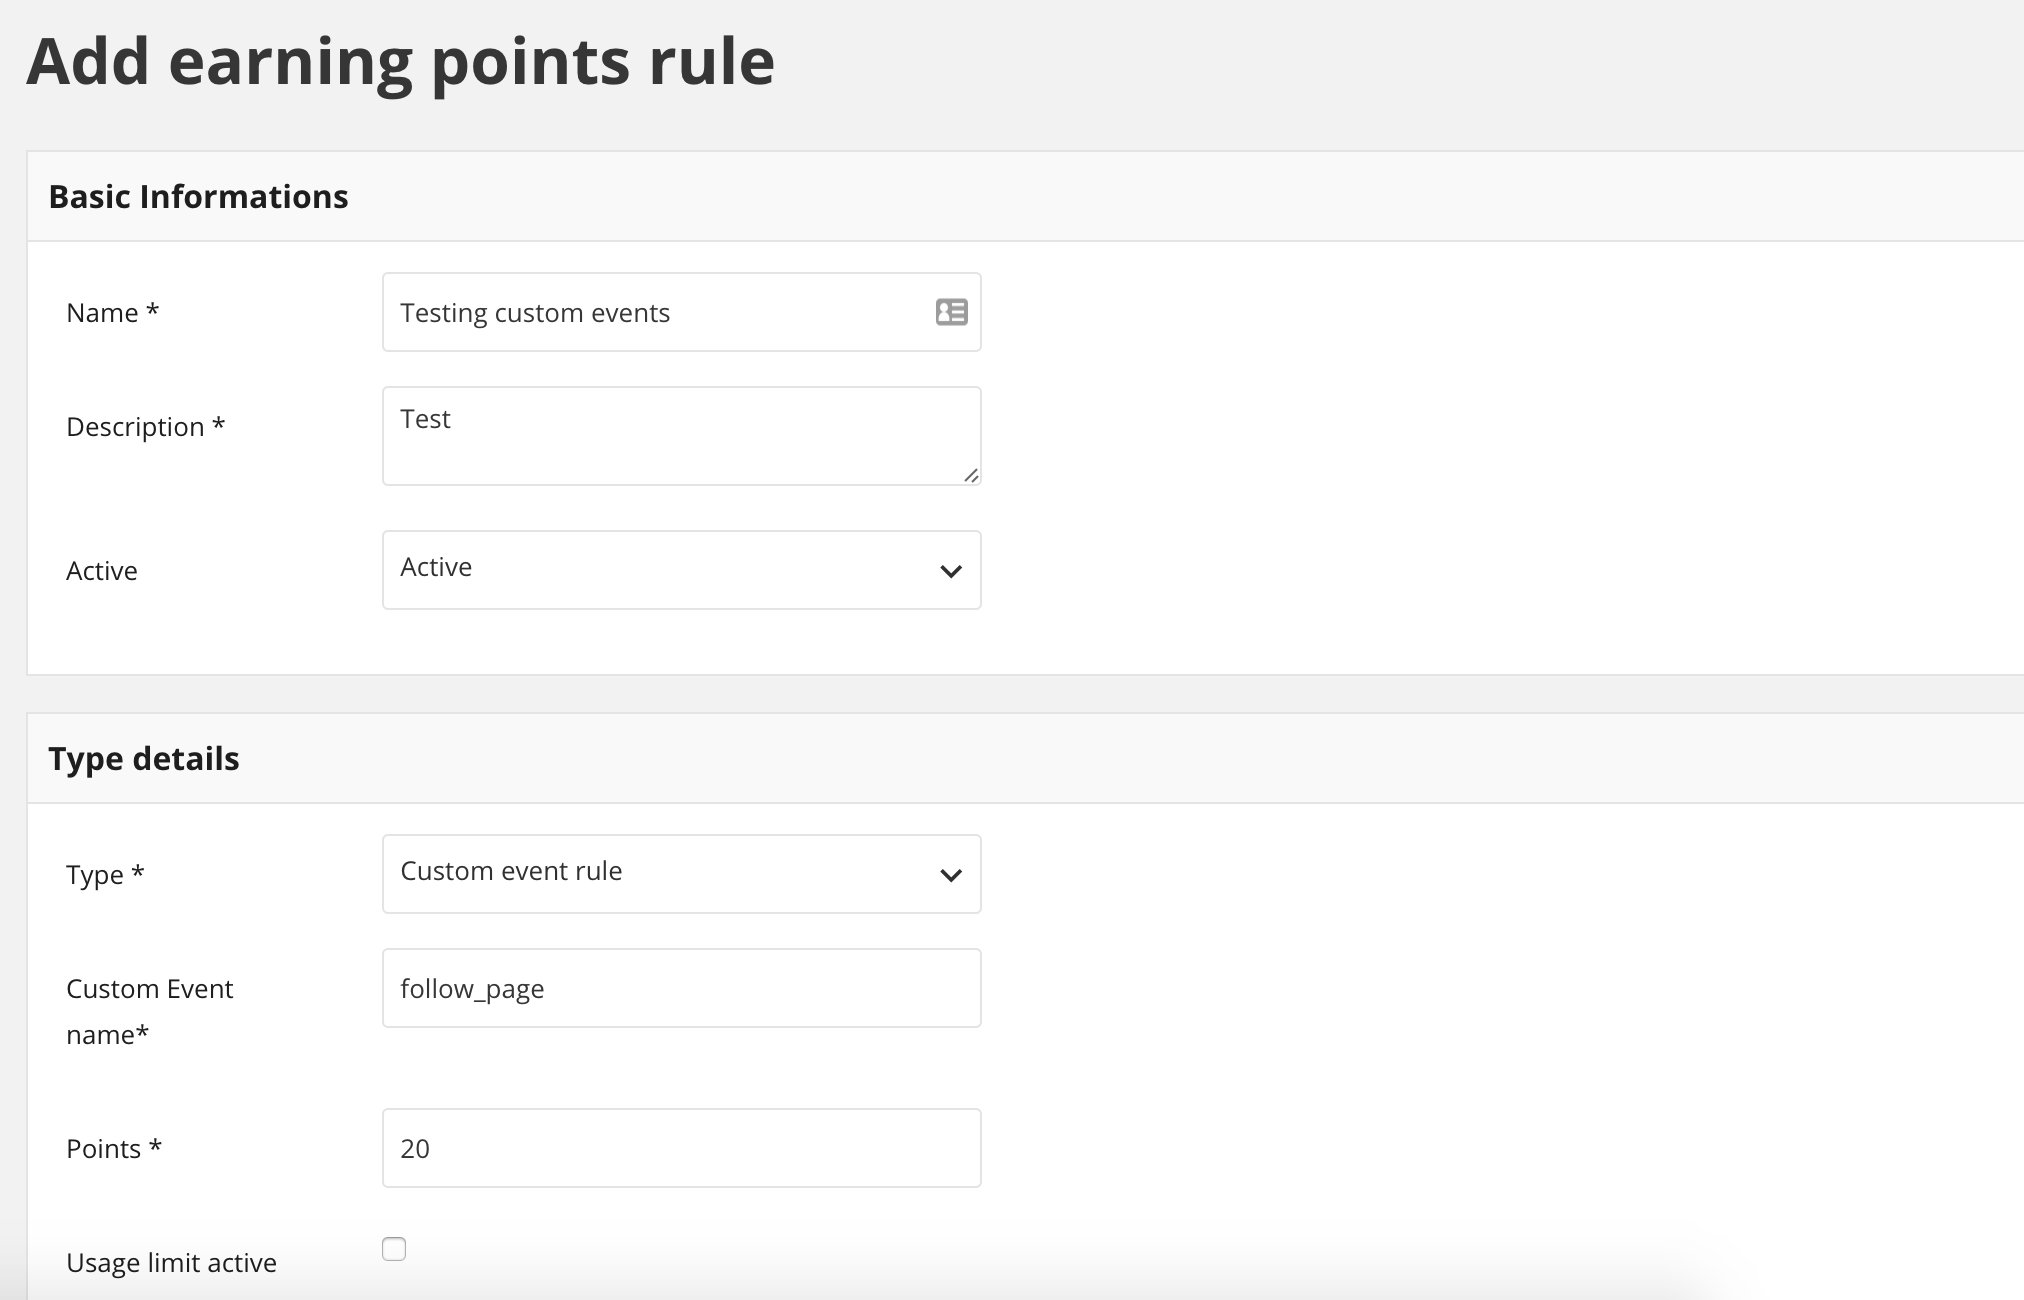 Add earning points rule
Basic Informations
Name *
Testing custom events
Description *
Test
Active
Active
Type details
Type *
Custom event rule
Custom Event
name*
follow_page
Points *
20
Usage limit active